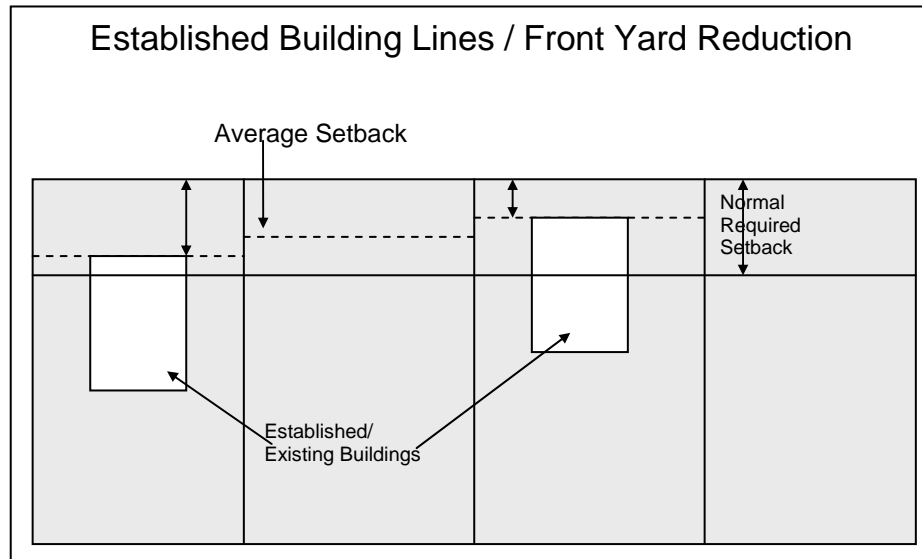 Established Building Lines / Front Yard Reduction
Average Setback
Normal
Required
Setback
Established/
Existing Buildings